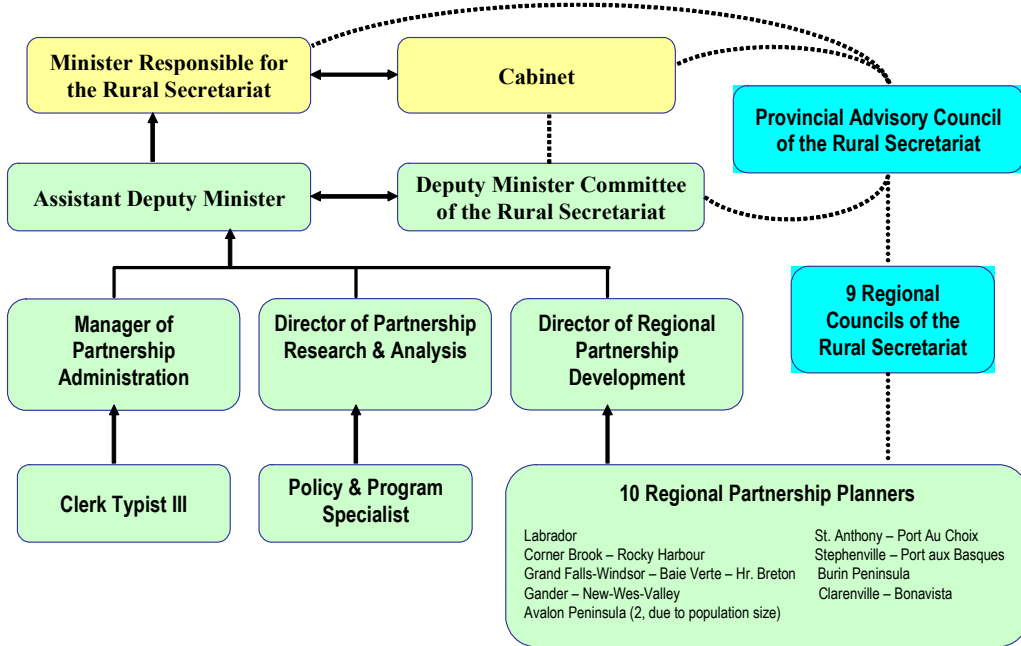 Minister Responsible for
the Rural Secretariat
Cabinet
Provincial Advisory Council
of the Rural Secretariat
Assistant Deputy Minister
Deputy Minister Committee
of the Rural Secretariat
9 Regional
Councils of the
Rural Secretariat
Manager of
Partnership
Administration
Director of Partnership
Research & Analysis
Director of Regional
Partnership
Development
Clerk Typist III
Policy & Program
Specialist
10 Regional Partnership Planners
Labrador
Corner Brook – Rocky Harbour
Grand Falls-Windsor – Baie Verte – Hr. Breton
Gander – New-Wes-Valley
Avalon Peninsula (2, due to population size)
St. Anthony – Port Au Choix
Stephenville – Port aux Basques
Burin Peninsula
Clarenville – Bonavista